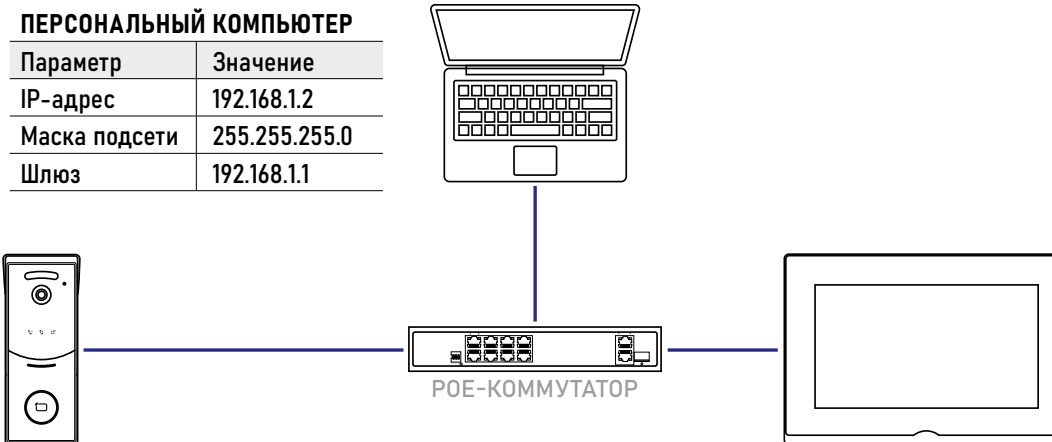 ПЕРСОНАЛЬНЫЙ КОМПЬЮТЕР
Параметр Значение
IP-адрес 192.168.1.2
Маска подсети 255.255.255.0
Шлюз 192.168.1.1
POE-КОММУТАТОР